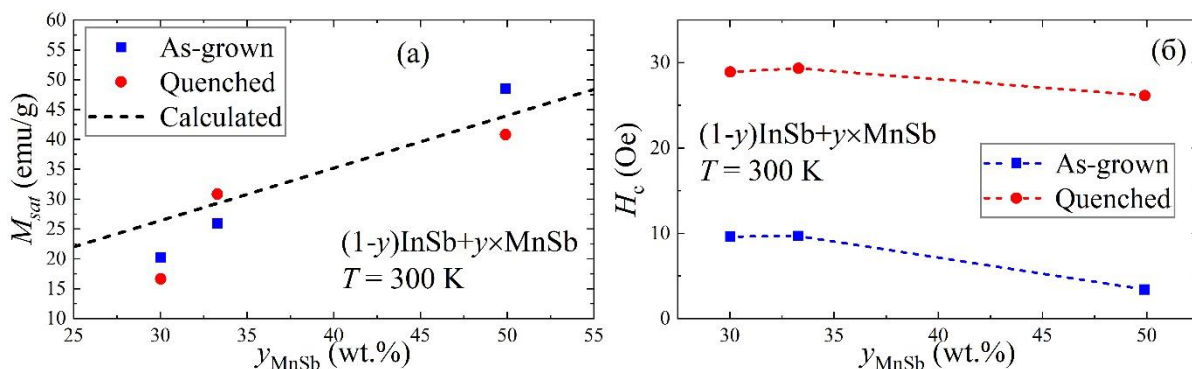 60
55
50
45
40
35
30
25
20
15
10
M_sat (emu/g)
As-grown
Quenched
Calculated
(а)
(1-y)InSb+y×MnSb
T = 300 K
25 30 35 40 45 50 55
y_MnSb (wt.%)
30
20
10
0
H_c (Oe)
(б)
(1-y)InSb+y×MnSb
T = 300 K
As-grown
Quenched
30 35 40 45 50
y_MnSb (wt.%)